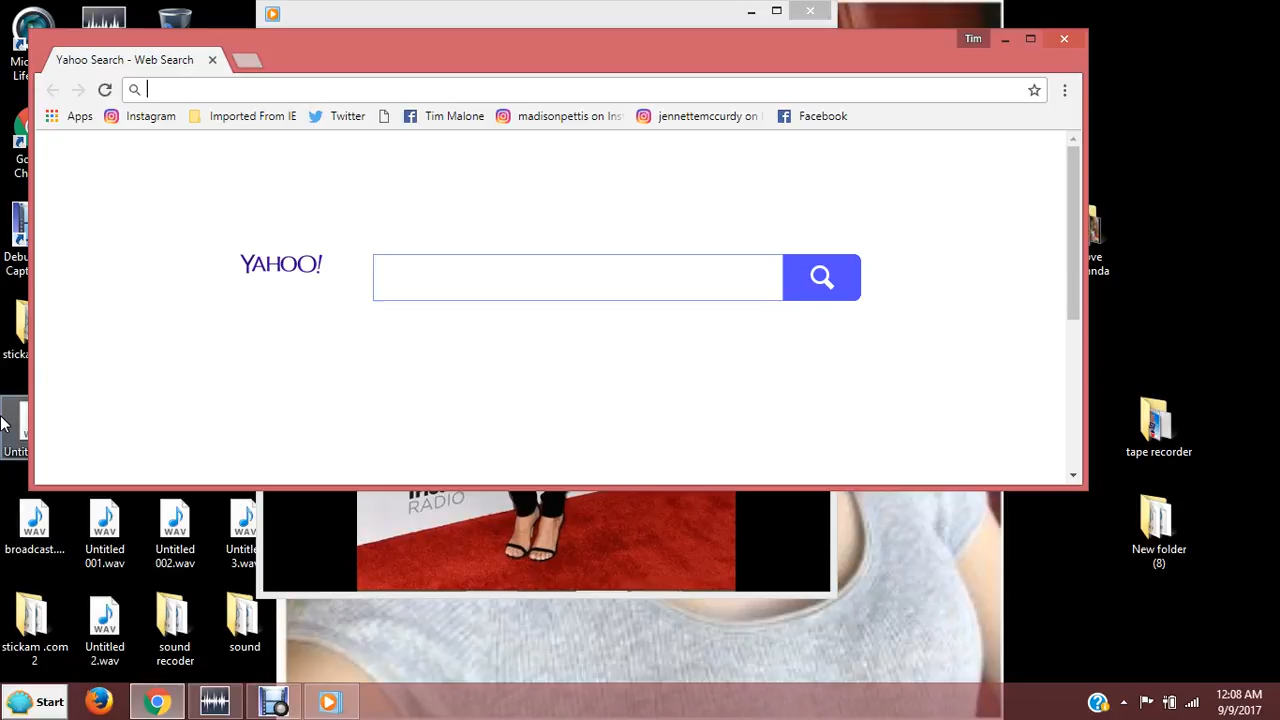 Tim
Yahoo Search - Web Search
Apps
Instagram
Imported From IE
Twitter
Tim Malone
madisonpettis on Ins
jennettemccurdy on
Facebook
YAHOO!
RADIO
tape recorder
New folder
(8)
broadcast....
Untitled
001.wav
Untitled
002.wav
stickam .com
2
Untitled
2.wav
sound
recoder
sound
Start
12:08 AM
9/9/2017